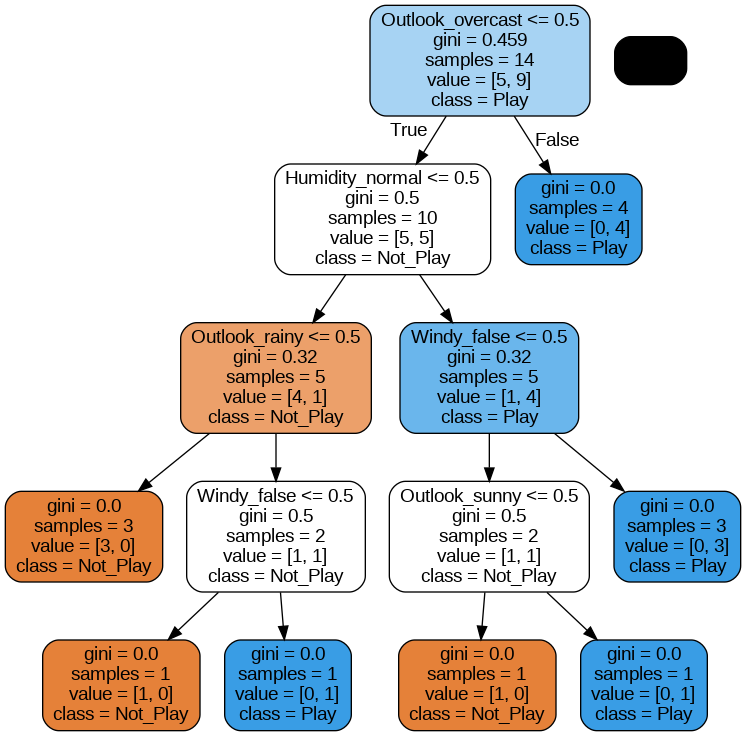 Outlook_overcast <= 0.5
gini = 0.459
samples = 14
value = [5, 9]
class = Play
True
False
Humidity_normal <= 0.5
gini = 0.5
samples = 10
value = [5, 5]
class = Not_Play
gini = 0.0
samples = 4
value = [0, 4]
class = Play
Outlook_rainy <= 0.5
gini = 0.32
samples = 5
value = [4, 1]
class = Not_Play
Windy_false <= 0.5
gini = 0.32
samples = 5
value = [1, 4]
class = Play
gini = 0.0
samples = 3
value = [3, 0]
class = Not_Play
Windy_false <= 0.5
gini = 0.5
samples = 2
value = [1, 1]
class = Not_Play
Outlook_sunny <= 0.5
gini = 0.5
samples = 2
value = [1, 1]
class = Not_Play
gini = 0.0
samples = 3
value = [0, 3]
class = Play
gini = 0.0
samples = 1
value = [1, 0]
class = Not_Play
gini = 0.0
samples = 1
value = [0, 1]
class = Play
gini = 0.0
samples = 1
value = [1, 0]
class = Not_Play
gini = 0.0
samples = 1
value = [0, 1]
class = Play